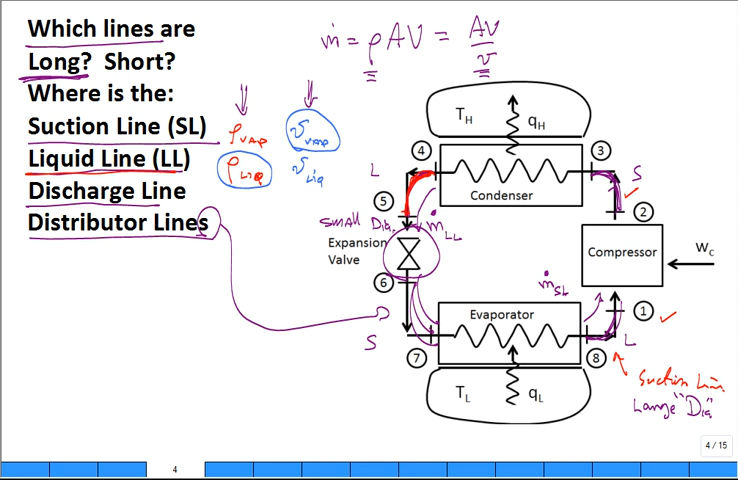 Which lines are
Long? Short?
Where is the:
Suction Line (SL)
Liquid Line (LL)
Discharge Line
Distributor Lines
ṁ = ρAV = AV
v
ρVAP vVAP
ρLIQ vLIQ
TH qH
4 3
L S
Condenser
5 2
SMALL Dia. ṁLL
Expansion
Valve
Compressor
WC
6
ṁSL
D
Evaporator
1
S L
7 8
Suction Line
TL qL
Large "Dia"
4 / 15
4